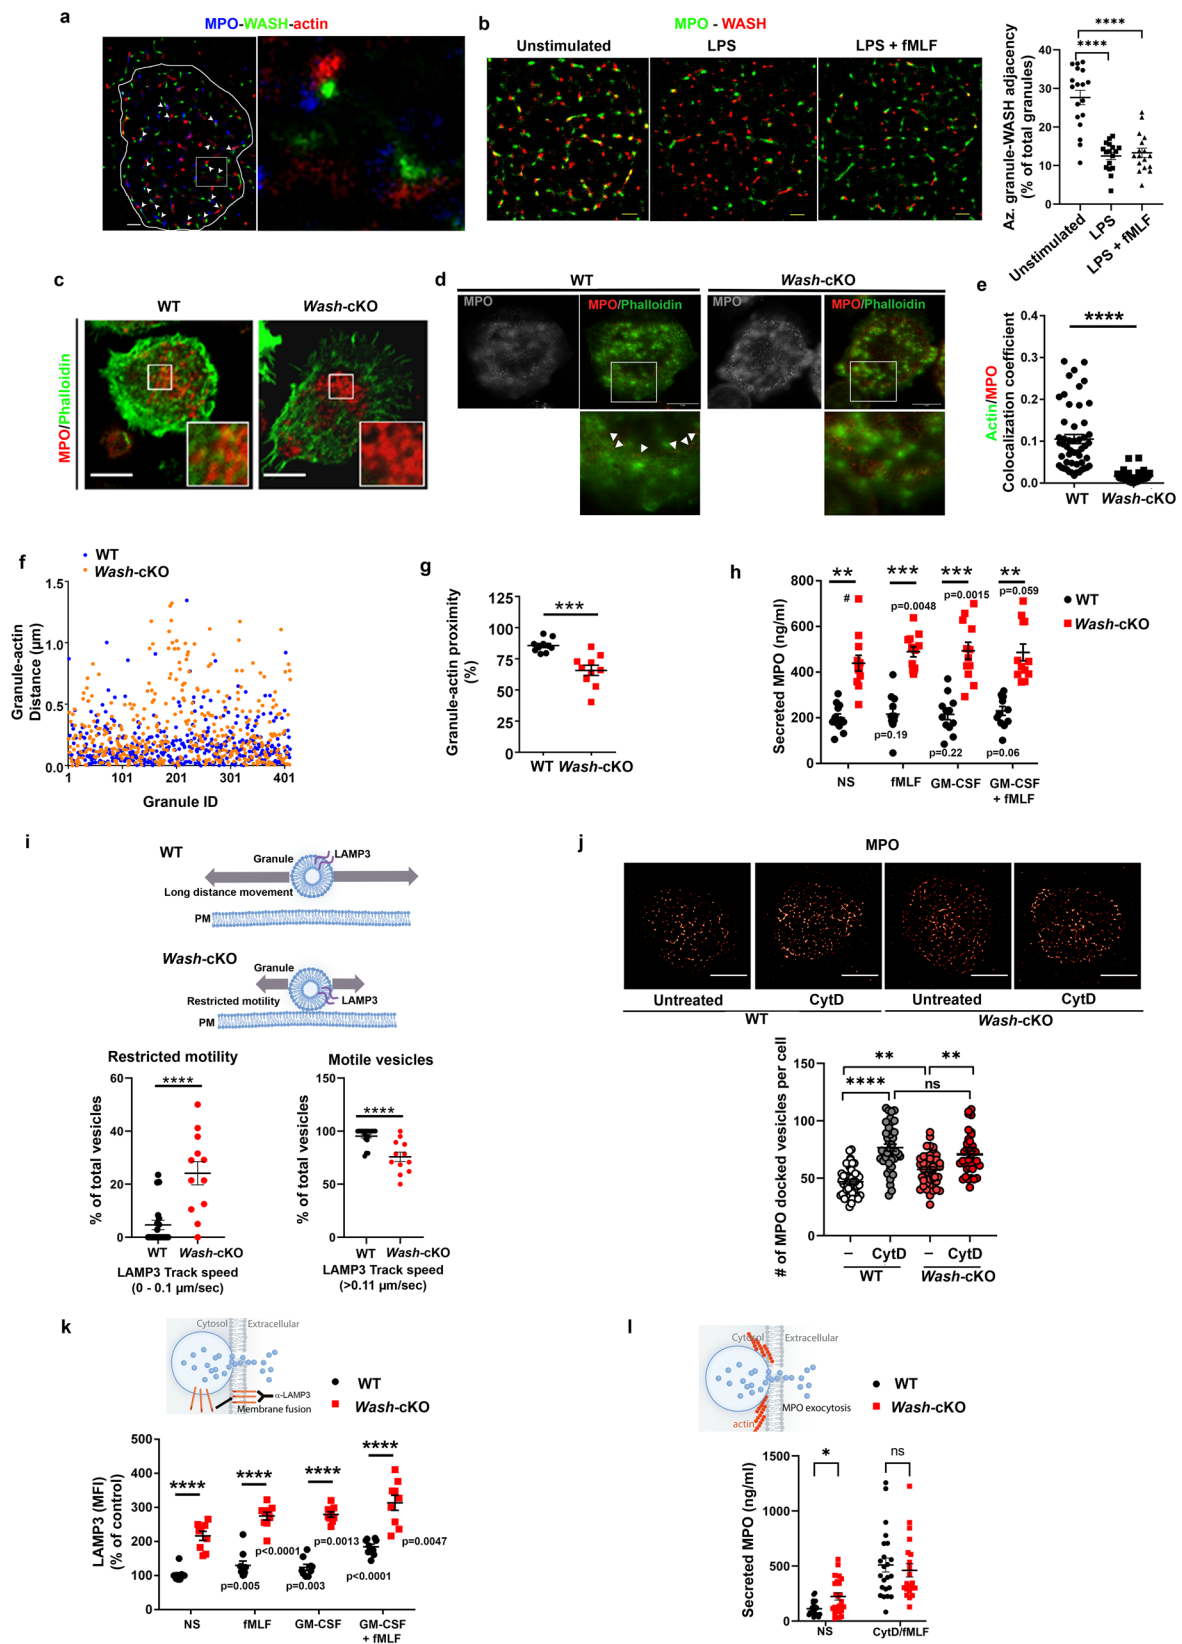 a
MPO-WASH-actin
b
MPO - WASH
Unstimulated
LPS
LPS + fMLF
Az. granule-WASH adjacency
(% of total granules)
40
30
20
10
0
****
****
Unstimulated
LPS
LPS + fMLF
c
WT
Wash-cKO
MPO/Phalloidin
d
WT
Wash-cKO
MPO
MPO/Phalloidin
MPO
MPO/Phalloidin
e
Actin/MPO
Colocalization coefficient
0.4
0.3
0.2
0.1
0.0
****
WT
Wash-cKO
f
WT
Wash-cKO
Granule-actin
Distance (µm)
1.5
1.0
0.5
0.0
1
101
201
301
401
Granule ID
g
Granule-actin proximity
(%)
125
100
75
50
25
0
***
WT
Wash-cKO
h
Secreted MPO (ng/ml)
800
600
400
200
0
**
***
***
**
#
p=0.0048
p=0.0015
p=0.059
p=0.19
p=0.22
p=0.06
NS
fMLF
GM-CSF
GM-CSF
+ fMLF
WT
Wash-cKO
i
WT
Granule
LAMP3
Long distance movement
PM
Wash-cKO
Granule
Restricted motility
LAMP3
PM
Restricted motility
% of total vesicles
60
40
20
0
****
WT
Wash-cKO
LAMP3 Track speed
(0 - 0.1 µm/sec)
Motile vesicles
% of total vesicles
150
100
50
0
****
WT
Wash-cKO
LAMP3 Track speed
(>0.11 µm/sec)
j
MPO
Untreated
CytD
Untreated
CytD
WT
Wash-cKO
# of MPO docked vesicles per cell
150
100
50
0
**
**
****
ns
–
CytD
–
CytD
WT
Wash-cKO
k
Cytosol
Extracellular
α-LAMP3
Membrane fusion
WT
Wash-cKO
LAMP3 (MFI)
(% of control)
500
400
300
200
100
0
****
****
****
****
p<0.0001
p=0.0013
p=0.0047
p=0.005
p=0.003
p<0.0001
NS
fMLF
GM-CSF
GM-CSF
+ fMLF
l
Cytosol
Extracellular
MPO exocytosis
actin
WT
Wash-cKO
Secreted MPO (ng/ml)
1500
1000
500
0
*
ns
NS
CytD/fMLF